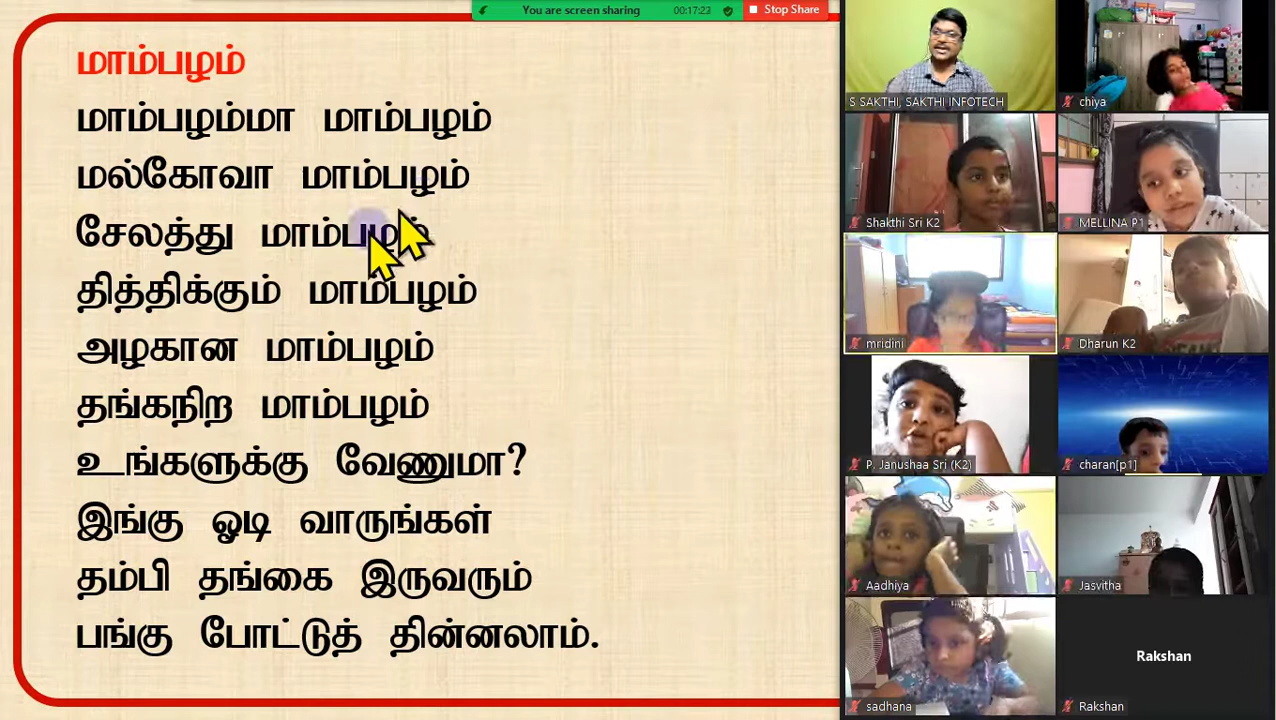 You are screen sharing 00:17:23 Stop Share
மாம்பழம்
மாம்பழம்மா மாம்பழம்
மல்கோவா மாம்பழம்
சேலத்து மாம்பழம்
தித்திக்கும் மாம்பழம்
அழகான மாம்பழம்
தங்கநிற மாம்பழம்
உங்களுக்கு வேணுமா?
இங்கு ஓடி வாருங்கள்
தம்பி தங்கை இருவரும்
பங்கு போட்டுத் தின்னலாம்.
S SAKTHI, SAKTHI INFOTECH
chiya
Shakthi Sri K2
MELLINA P1
mridini
Dharun K2
P. Janushaa Sri (K2)
charan[p1]
Aadhiya
Jasvitha
sadhana
Rakshan
Rakshan